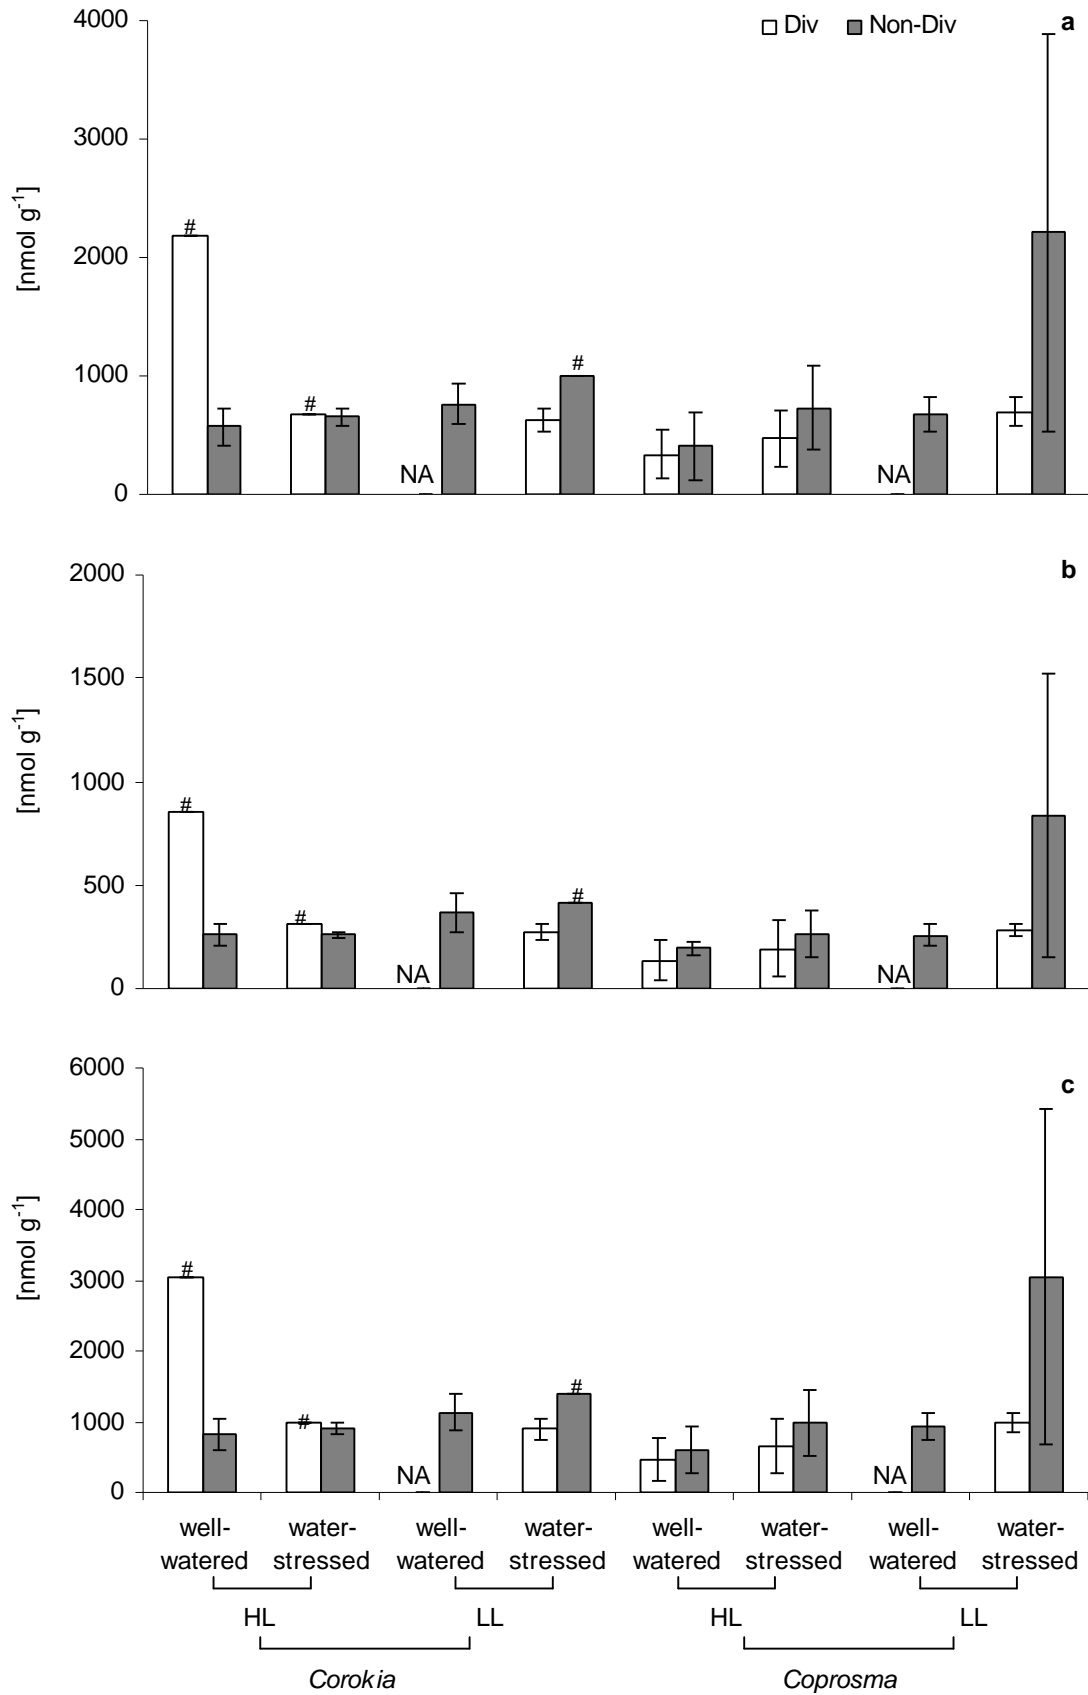 4000
Div
Non-Div
a
3000
2000
1000
0
[nmol g-1]
#
#
NA
#
NA
b
2000
1500
1000
500
0
[nmol g-1]
#
#
NA
#
NA
c
6000
5000
4000
3000
2000
1000
0
[nmol g-1]
#
#
NA
#
NA
well- water- well- water- well- water- well- water-
watered stressed watered stressed watered stressed watered stressed
HL LL HL LL
Corokia Coprosma